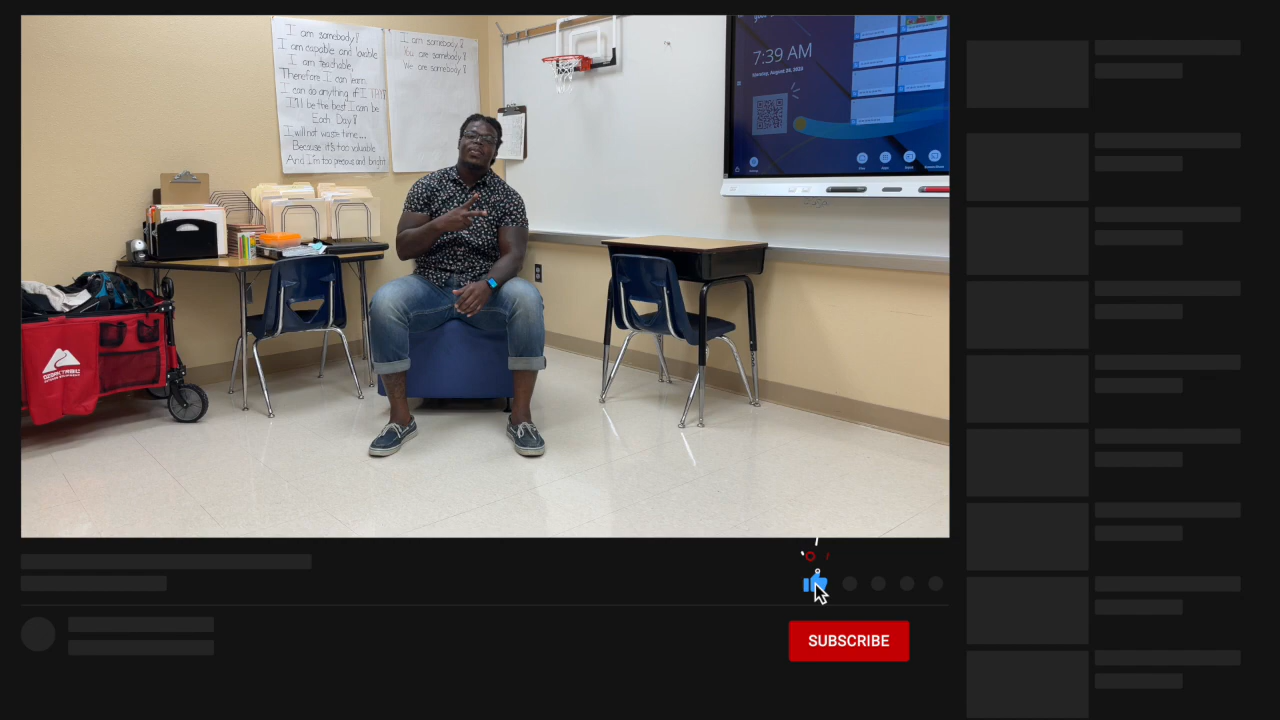 I am somebody!
I am capable and lovable
I am teachable,
Therefore I can learn
I can do anything if I TRY!
I'll be the best I can be
Each Day!
I will not waste time...
Because it's too valuable
And I'm too precious and bright
I am somebody!
You are somebody!
We are somebody!
7:39 AM
OZARK TRAIL
SUBSCRIBE